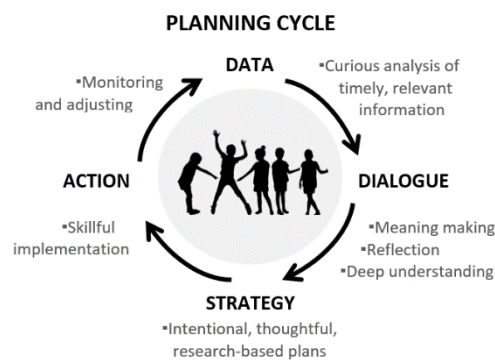 PLANNING CYCLE
DATA
▪Curious analysis of
timely, relevant
information
DIALOGUE
▪Meaning making
▪Reflection
▪Deep understanding
STRATEGY
▪Intentional, thoughtful,
research-based plans
ACTION
▪Skillful
implementation
▪Monitoring
and adjusting